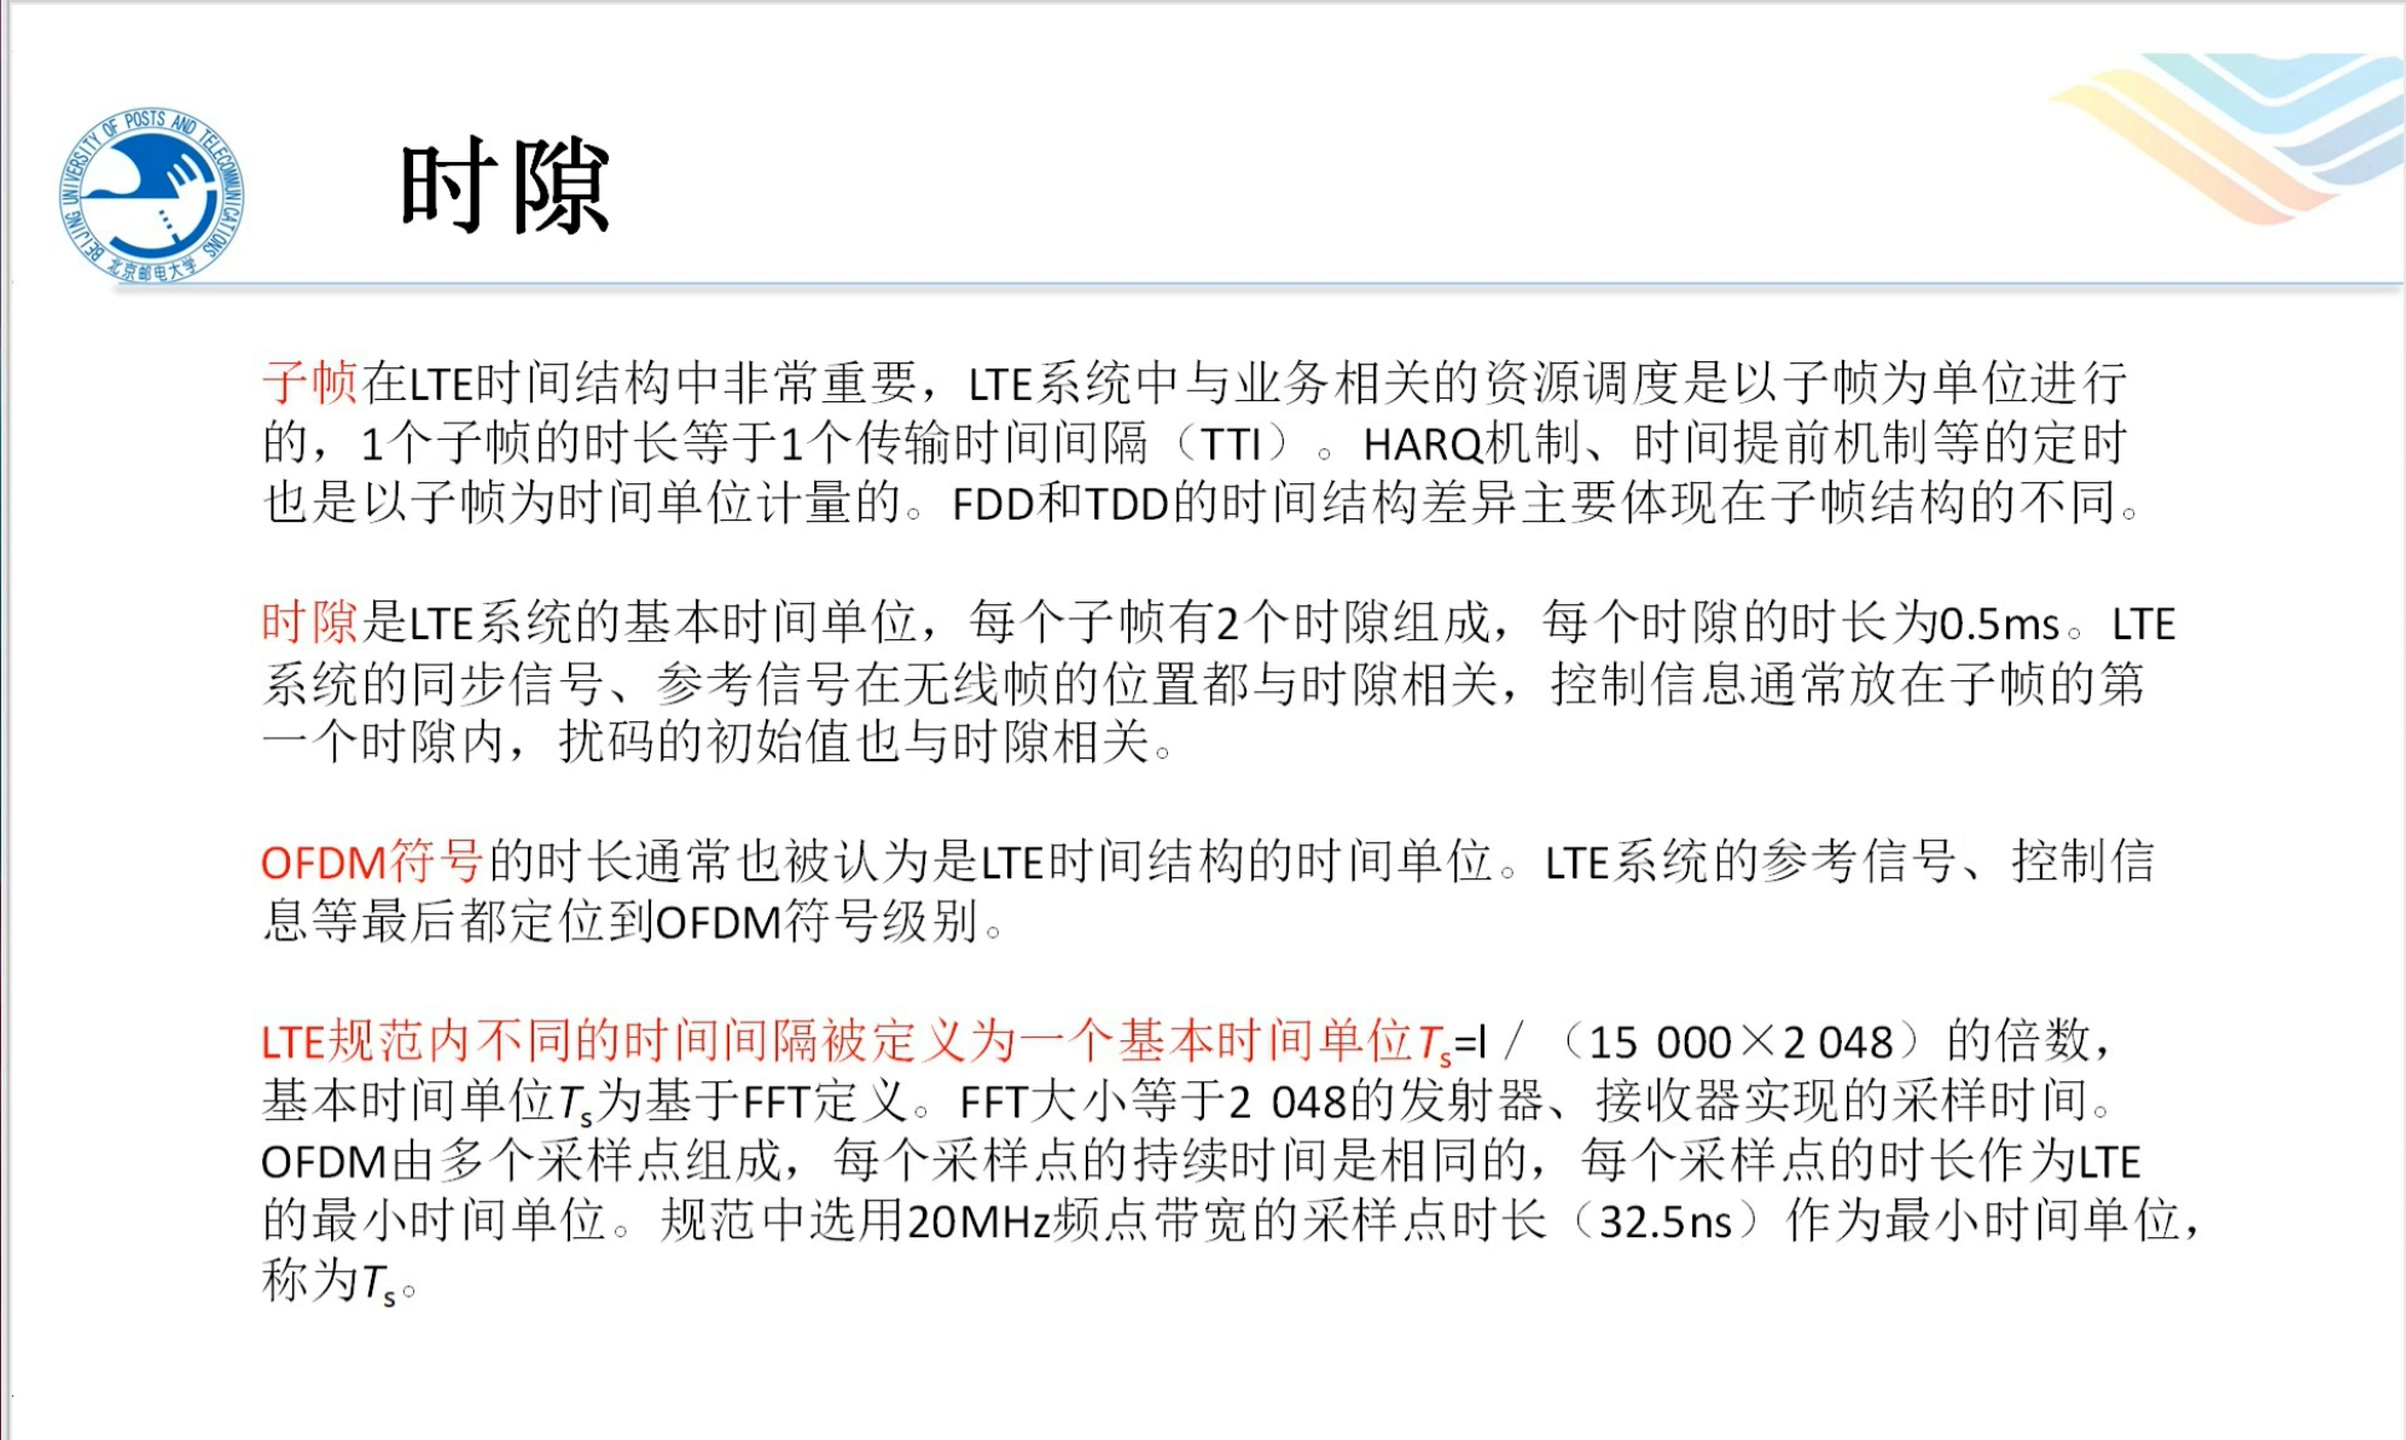 BEIJING UNIVERSITY OF POSTS AND TELECOMMUNICATIONS
北京邮电大学
时隙
子帧在LTE时间结构中非常重要，LTE系统中与业务相关的资源调度是以子帧为单位进行
的，1个子帧的时长等于1个传输时间间隔（TTI）。HARQ机制、时间提前机制等的定时
也是以子帧为时间单位计量的。FDD和TDD的时间结构差异主要体现在子帧结构的不同。
时隙是LTE系统的基本时间单位，每个子帧有2个时隙组成，每个时隙的时长为0.5ms。LTE
系统的同步信号、参考信号在无线帧的位置都与时隙相关，控制信息通常放在子帧的第
一个时隙内，扰码的初始值也与时隙相关。
OFDM符号的时长通常也被认为是LTE时间结构的时间单位。LTE系统的参考信号、控制信
息等最后都定位到OFDM符号级别。
LTE规范内不同的时间间隔被定义为一个基本时间单位Ts=l／（15 000×2 048）的倍数，
基本时间单位Ts为基于FFT定义。FFT大小等于2 048的发射器、接收器实现的采样时间。
OFDM由多个采样点组成，每个采样点的持续时间是相同的，每个采样点的时长作为LTE
的最小时间单位。规范中选用20MHz频点带宽的采样点时长（32.5ns）作为最小时间单位，
称为Ts。